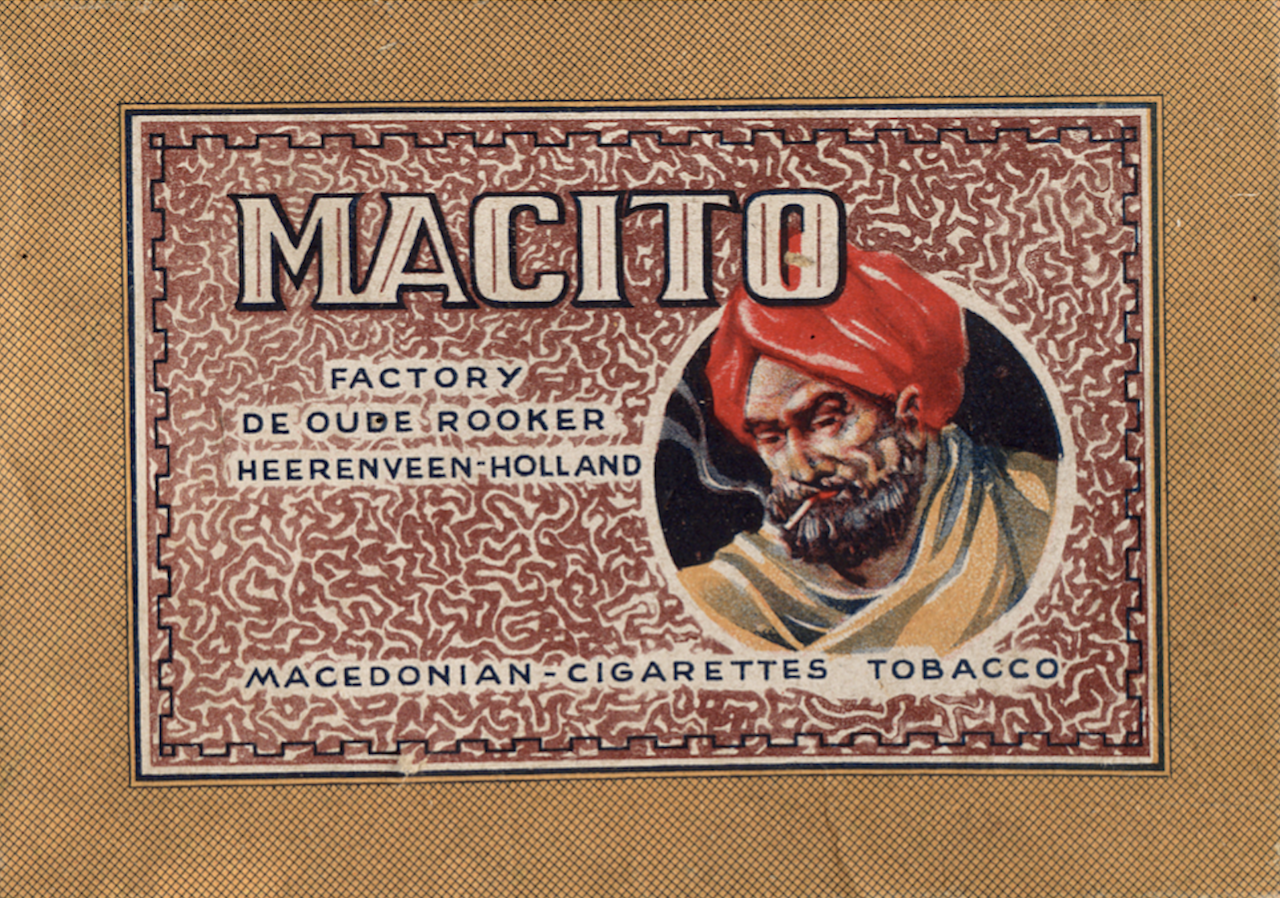 MACITO
FACTORY
DE OUDE ROOKER
HEERENVEEN-HOLLAND
MACEDONIAN-CIGARETTES TOBACCO